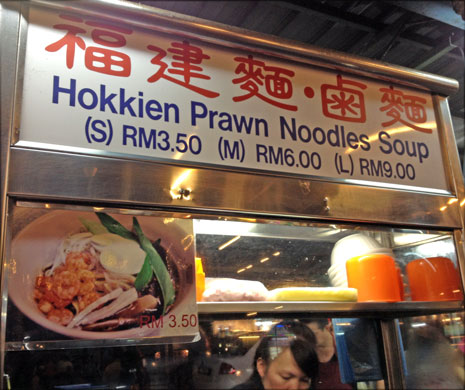 福建麵·鹵麵
Hokkien Prawn Noodles Soup
(S) RM3.50 (M) RM6.00 (L) RM9.00
RM 3.50